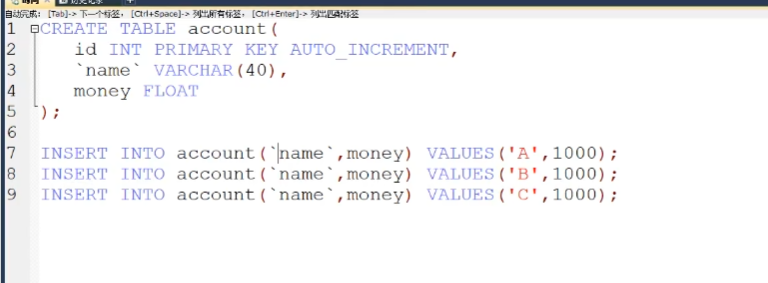 询问 历史记录
自动完成: [Tab]-> 下一个标签, [Ctrl+Space]-> 列出所有标签, [Ctrl+Enter]-> 列出匹配标签
1 CREATE TABLE account(
2 id INT PRIMARY KEY AUTO_INCREMENT,
3 `name` VARCHAR(40),
4 money FLOAT
5 );
6
7 INSERT INTO account(`name`,money) VALUES('A',1000);
8 INSERT INTO account(`name`,money) VALUES('B',1000);
9 INSERT INTO account(`name`,money) VALUES('C',1000);